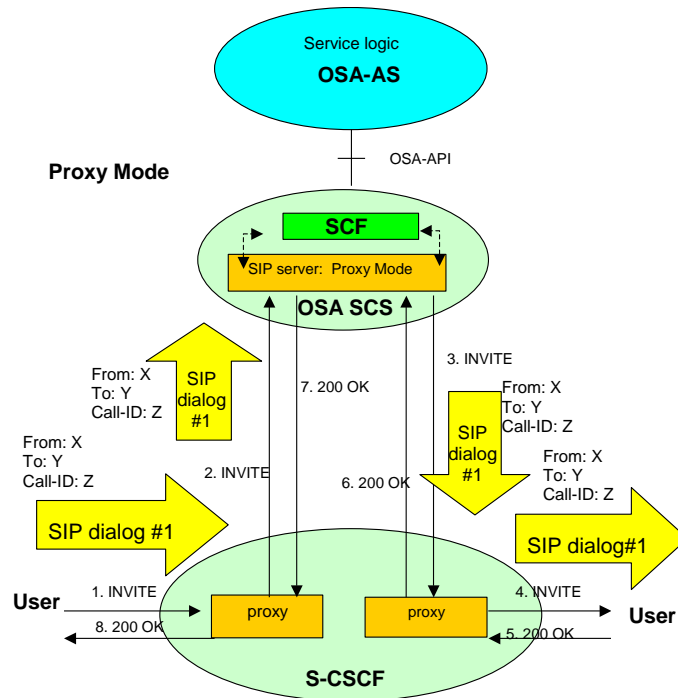 Service logic
OSA-AS
OSA-API
Proxy Mode
SCF
SIP server: Proxy Mode
OSA SCS
From: X
To: Y
Call-ID: Z
SIP
dialog
#1
7. 200 OK
3. INVITE
From: X
To: Y
Call-ID: Z
SIP
dialog
#1
2. INVITE
6. 200 OK
From: X
To: Y
Call-ID: Z
SIP dialog #1
From: X
To: Y
Call-ID: Z
SIP dialog#1
User
1. INVITE
8. 200 OK
proxy
proxy
4. INVITE
5. 200 OK
User
S-CSCF